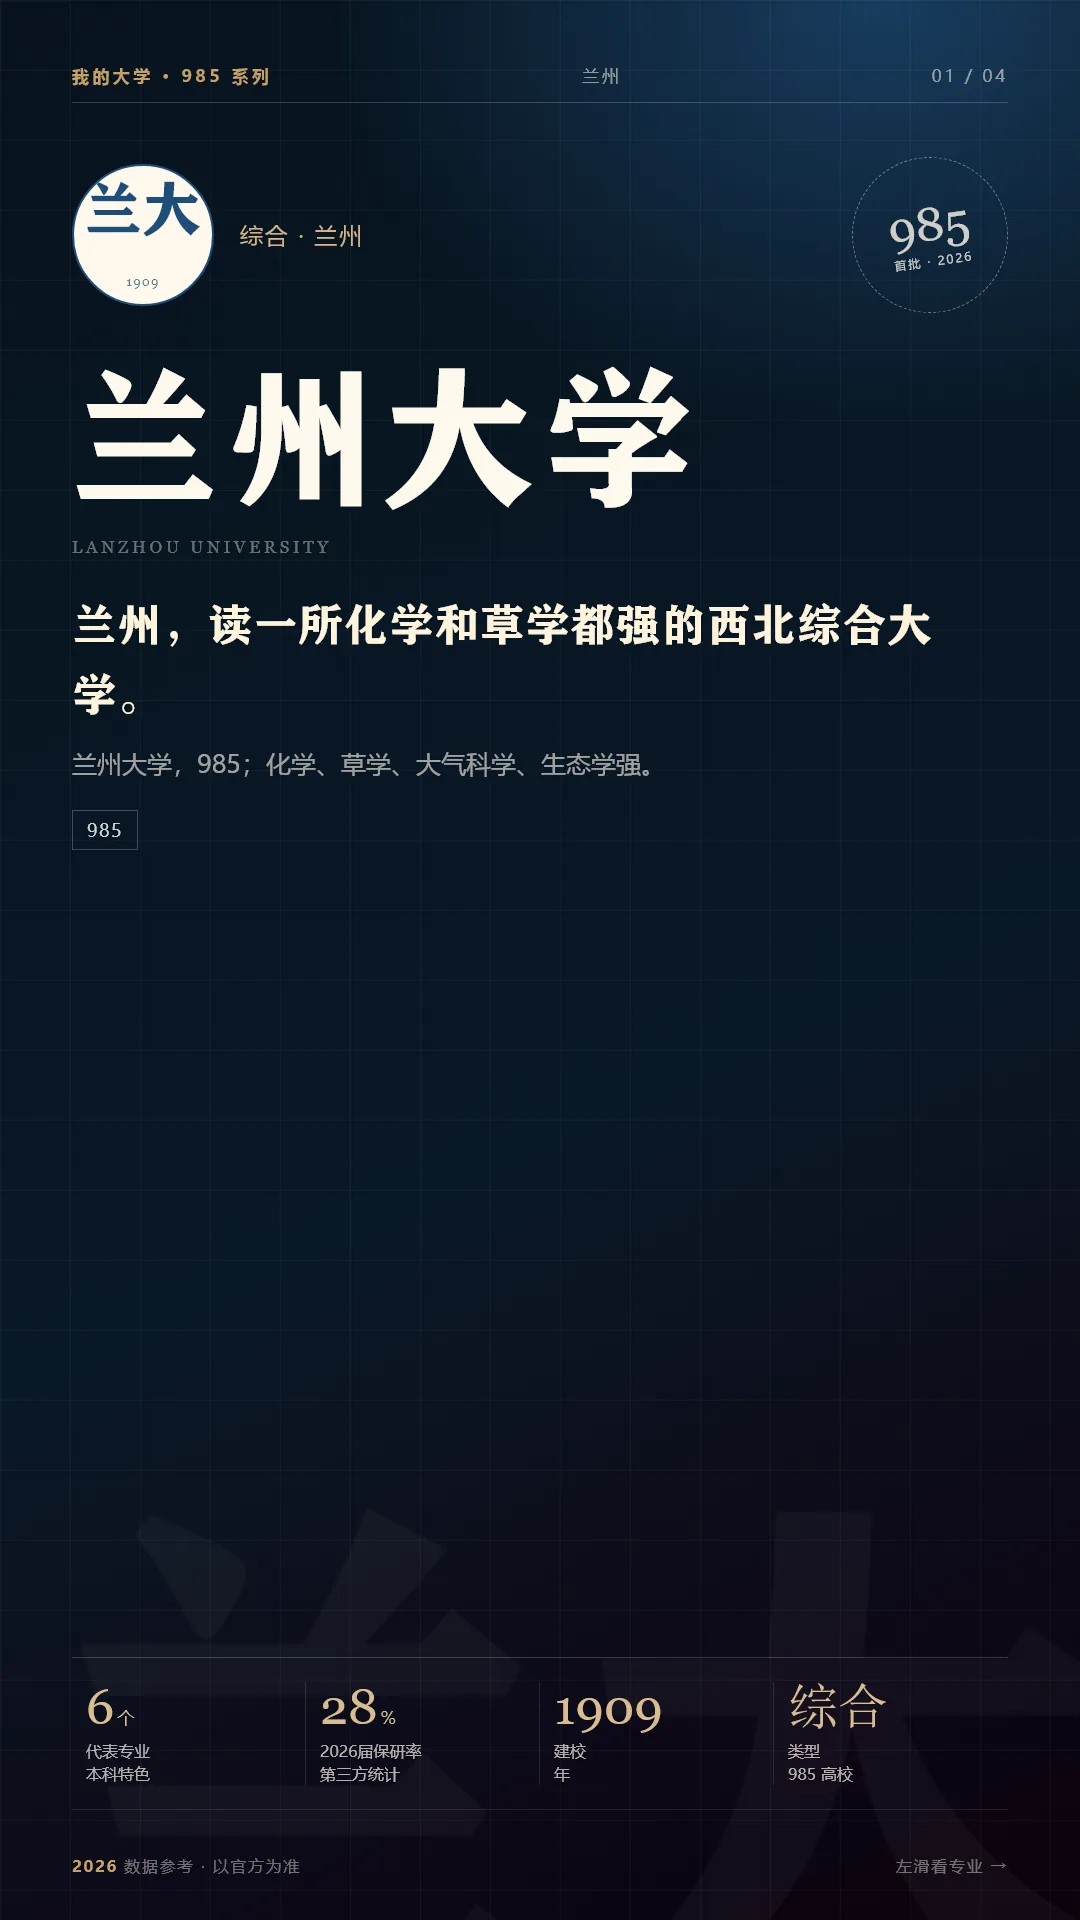 我的大学 · 985 系列
兰州
01 / 04
兰大
1909
综合 · 兰州
985
首批 · 2026
兰州大学
LANZHOU UNIVERSITY
兰州，读一所化学和草学都强的西北综合大
学。
兰州大学，985；化学、草学、大气科学、生态学强。
985
兰大
6个
代表专业
本科特色
28%
2026届保研率
第三方统计
1909
建校
年
综合
类型
985 高校
2026 数据参考 · 以官方为准
左滑看专业 →